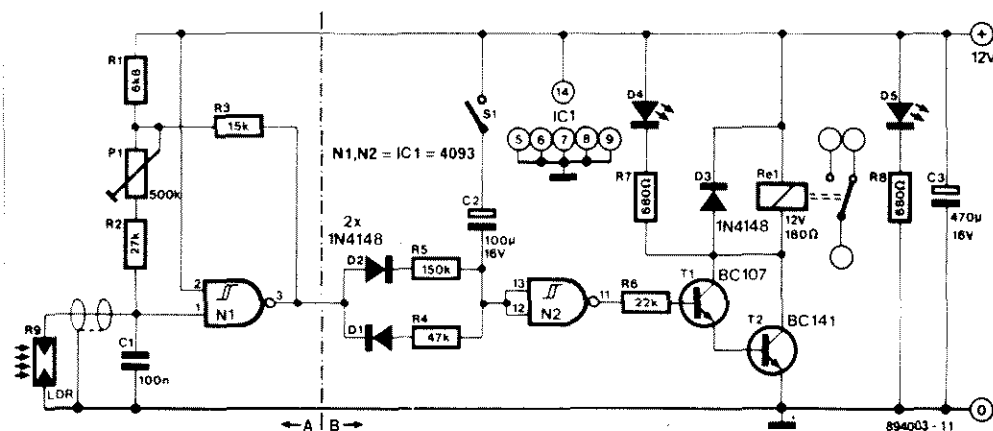 R1
6k8
R3
15k
P1
500k
R2
27k
2
1
3
N1
R9
LDR
C1
100n
A B
N1,N2 = IC1 = 4093
S1
14
IC1
5 6 7 8 9
C2
100µ
16V
2x
1N4148
D2
R5
150k
D1
R4
47k
13
12
11
N2
R6
22k
D4
R7
680Ω
D3
1N4148
T1
BC107
T2
BC141
Re1
12V
180Ω
D5
R8
680Ω
C3
470µ
16V
+
12V
0
894003-11